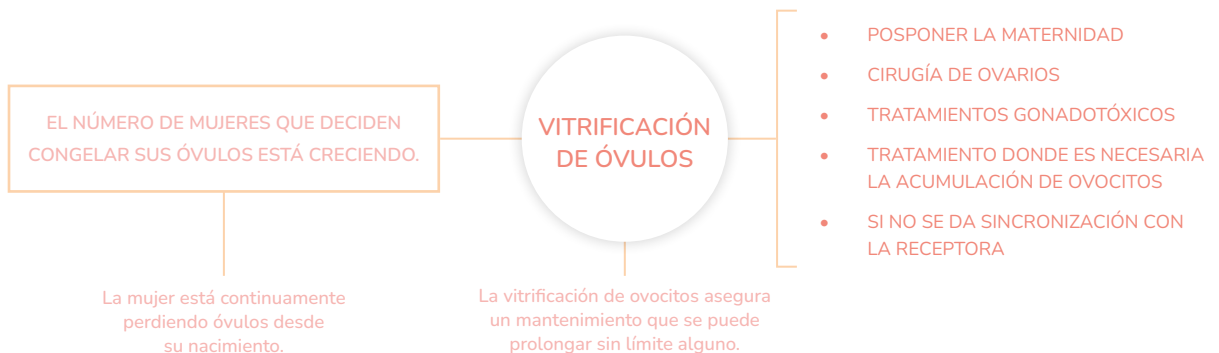 EL NÚMERO DE MUJERES QUE DECIDEN
CONGELAR SUS ÓVULOS ESTÁ CRECIENDO.
La mujer está continuamente
perdiendo óvulos desde
su nacimiento.
VITRIFICACIÓN
DE ÓVULOS
La vitrificación de ovocitos asegura
un mantenimiento que se puede
prolongar sin límite alguno.
• POSPONER LA MATERNIDAD
• CIRUGÍA DE OVARIOS
• TRATAMIENTOS GONADOTÓXICOS
• TRATAMIENTO DONDE ES NECESARIA
LA ACUMULACIÓN DE OVOCITOS
• SI NO SE DA SINCRONIZACIÓN CON
LA RECEPTORA